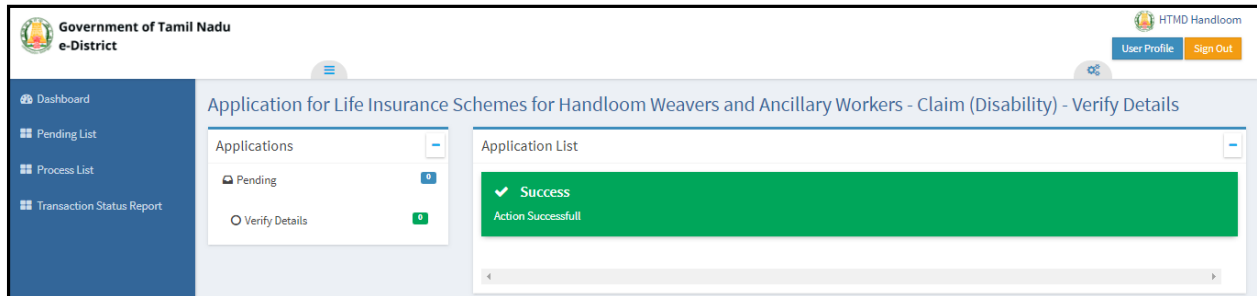 Government of Tamil Nadu
e-District
HTMD Handloom
User Profile
Sign Out
Dashboard
Pending List
Process List
Transaction Status Report
Application for Life Insurance Schemes for Handloom Weavers and Ancillary Workers - Claim (Disability) - Verify Details
Applications
Pending 0
Verify Details 0
Application List
Success
Action Successfull